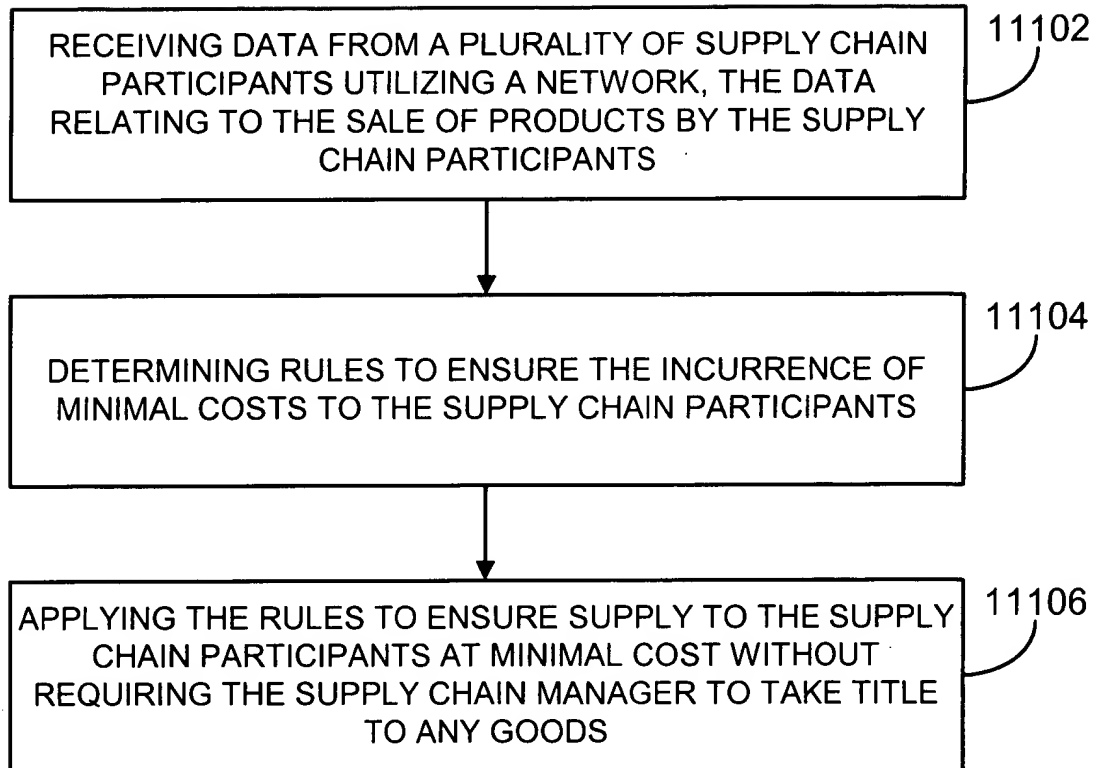 RECEIVING DATA FROM A PLURALITY OF SUPPLY CHAIN
PARTICIPANTS UTILIZING A NETWORK, THE DATA
RELATING TO THE SALE OF PRODUCTS BY THE SUPPLY
CHAIN PARTICIPANTS
11102
DETERMINING RULES TO ENSURE THE INCURRENCE OF
MINIMAL COSTS TO THE SUPPLY CHAIN PARTICIPANTS
11104
APPLYING THE RULES TO ENSURE SUPPLY TO THE SUPPLY
CHAIN PARTICIPANTS AT MINIMAL COST WITHOUT
REQUIRING THE SUPPLY CHAIN MANAGER TO TAKE TITLE
TO ANY GOODS
11106